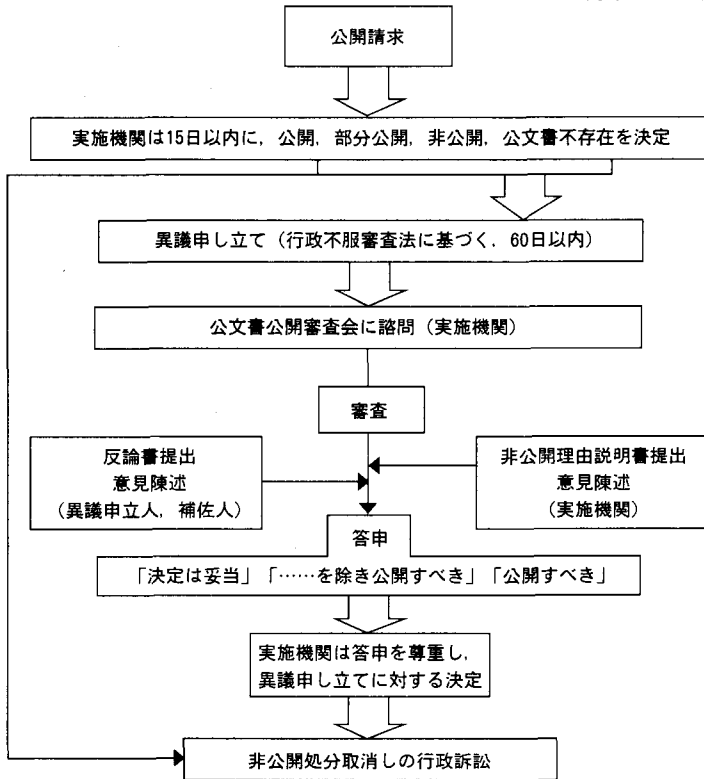 公開請求
実施機関は15日以内に，公開，部分公開，非公開，公文書不存在を決定
異議申し立て（行政不服審査法に基づく，60日以内）
公文書公開審査会に諮問（実施機関）
審査
反論書提出
意見陳述
（異議申立人，補佐人）
非公開理由説明書提出
意見陳述
（実施機関）
答申
「決定は妥当」「……を除き公開すべき」「公開すべき」
実施機関は答申を尊重し，
異議申し立てに対する決定
非公開処分取消しの行政訴訟